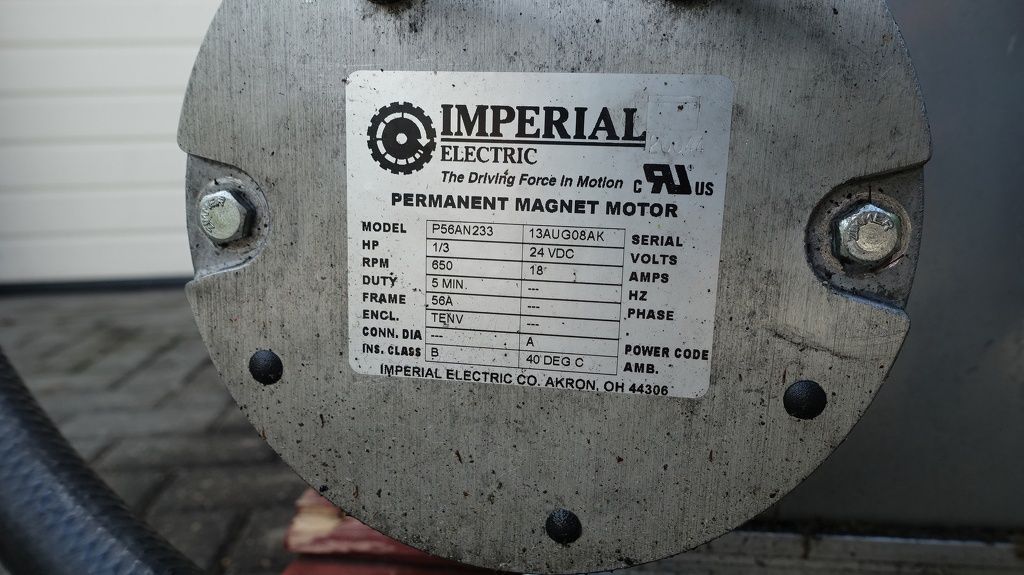 IMPERIAL
ELECTRIC
The Driving Force in Motion
C RU US
PERMANENT MAGNET MOTOR
MODEL P56AN233 13AUG08AK SERIAL
HP 1/3 24 VDC VOLTS
RPM 650 18 AMPS
DUTY 5 MIN. --- HZ
FRAME 56A --- PHASE
ENCL. TENV ---
CONN. DIA --- A POWER CODE
INS. CLASS B 40 DEG C AMB.
IMPERIAL ELECTRIC CO. AKRON, OH 44306